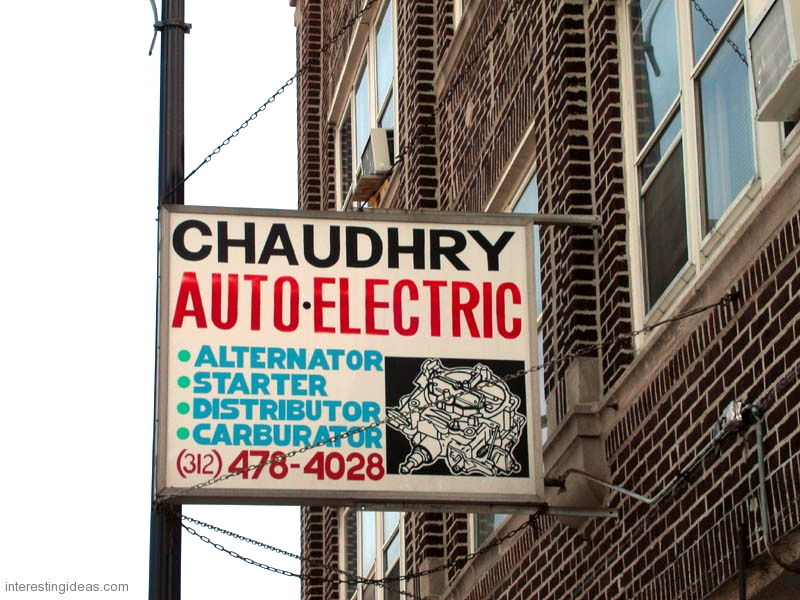 CHAUDHRY
AUTO·ELECTRIC
•ALTERNATOR
•STARTER
•DISTRIBUTOR
•CARBURATOR
(312) 478-4028
interestingideas.com